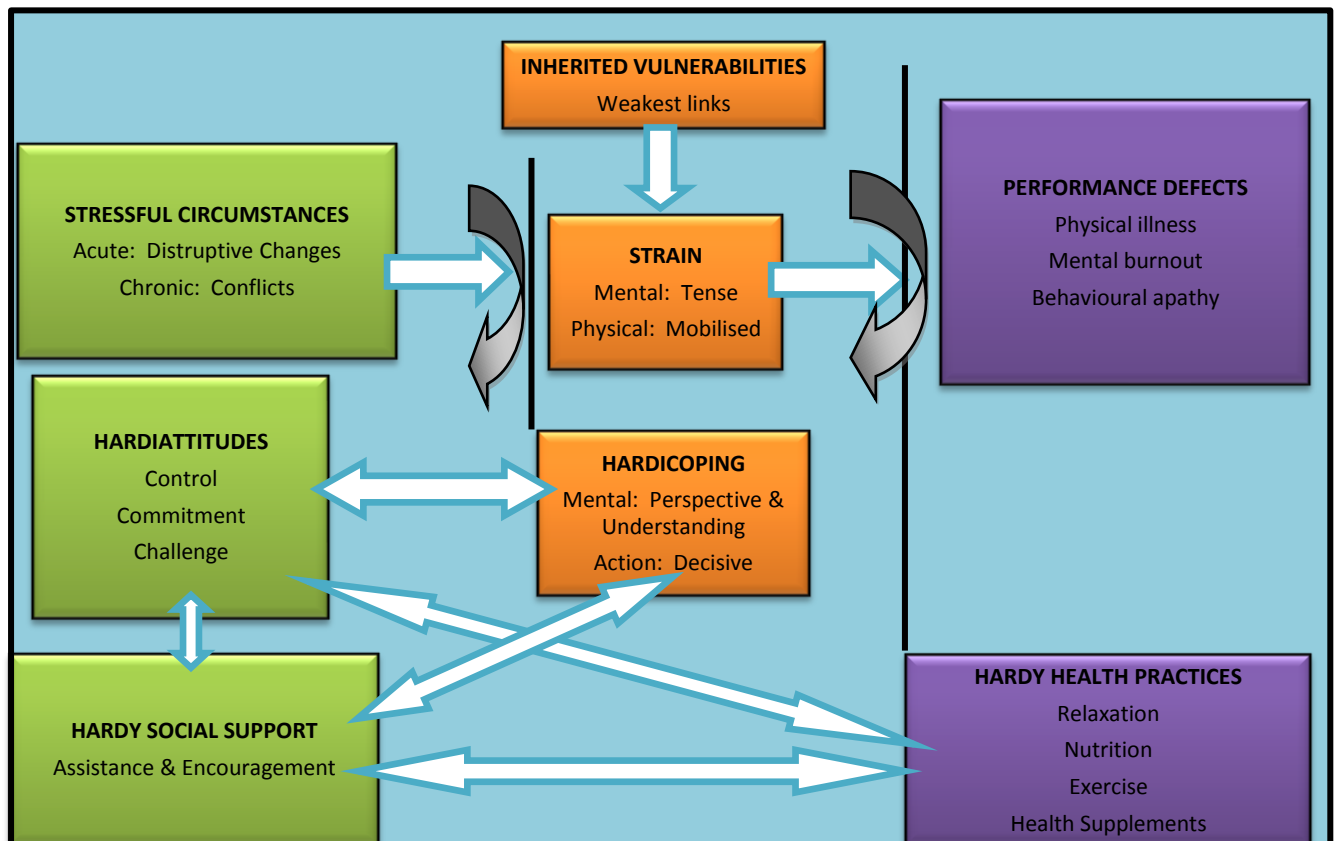 INHERITED VULNERABILITIES
Weakest links
STRESSFUL CIRCUMSTANCES
Acute:  Distruptive Changes
Chronic:  Conflicts
STRAIN
Mental:  Tense
Physical:  Mobilised
PERFORMANCE DEFECTS
Physical illness
Mental burnout
Behavioural apathy
HARDIATTITUDES
Control
Commitment
Challenge
HARDICOPING
Mental:  Perspective &
Understanding
Action:  Decisive
HARDY SOCIAL SUPPORT
Assistance & Encouragement
HARDY HEALTH PRACTICES
Relaxation
Nutrition
Exercise
Health Supplements